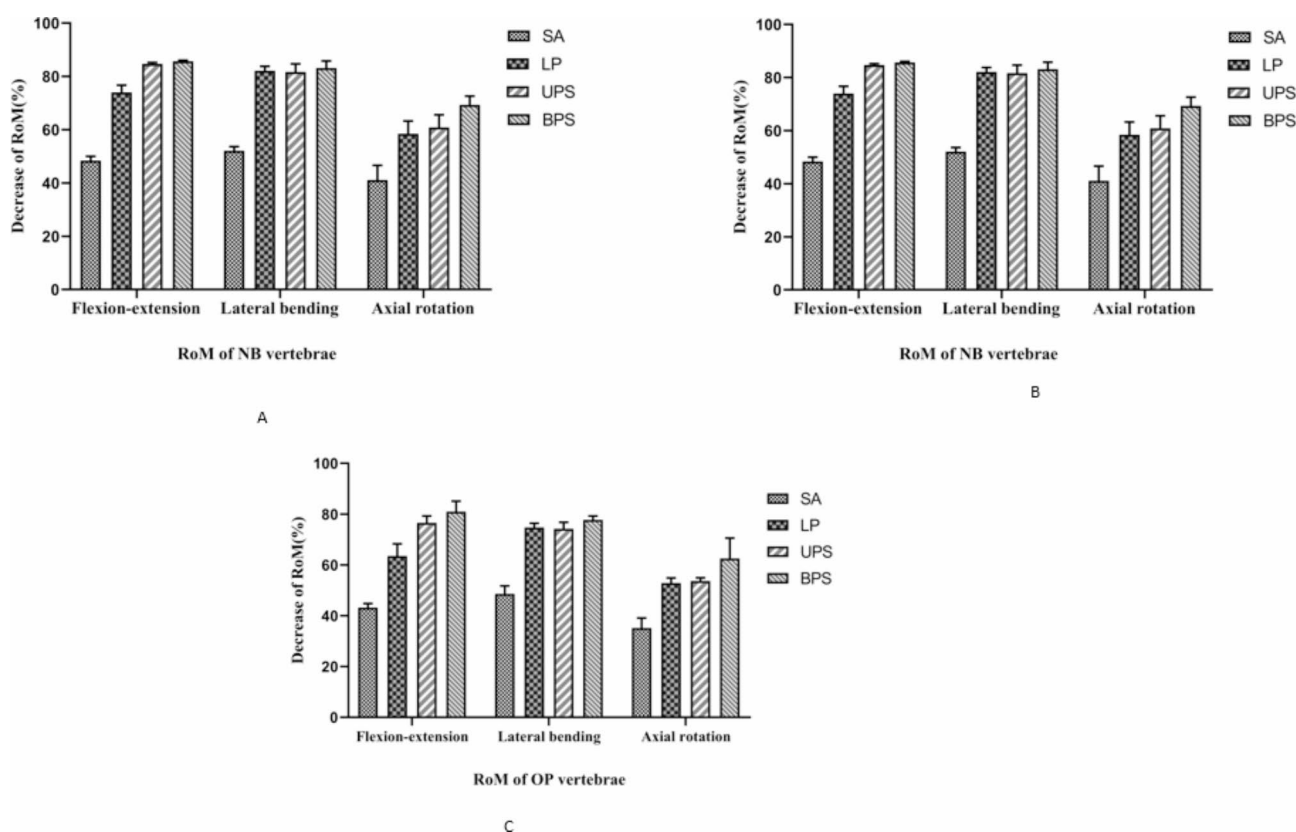 Decrease of RoM(%)
100
80
60
40
20
0
Flexion-extension Lateral bending Axial rotation
RoM of NB vertebrae
SA
LP
UPS
BPS
A
Decrease of RoM(%)
100
80
60
40
20
0
Flexion-extension Lateral bending Axial rotation
RoM of NB vertebrae
SA
LP
UPS
BPS
B
Decrease of RoM(%)
100
80
60
40
20
0
Flexion-extension Lateral bending Axial rotation
RoM of OP vertebrae
SA
LP
UPS
BPS
C